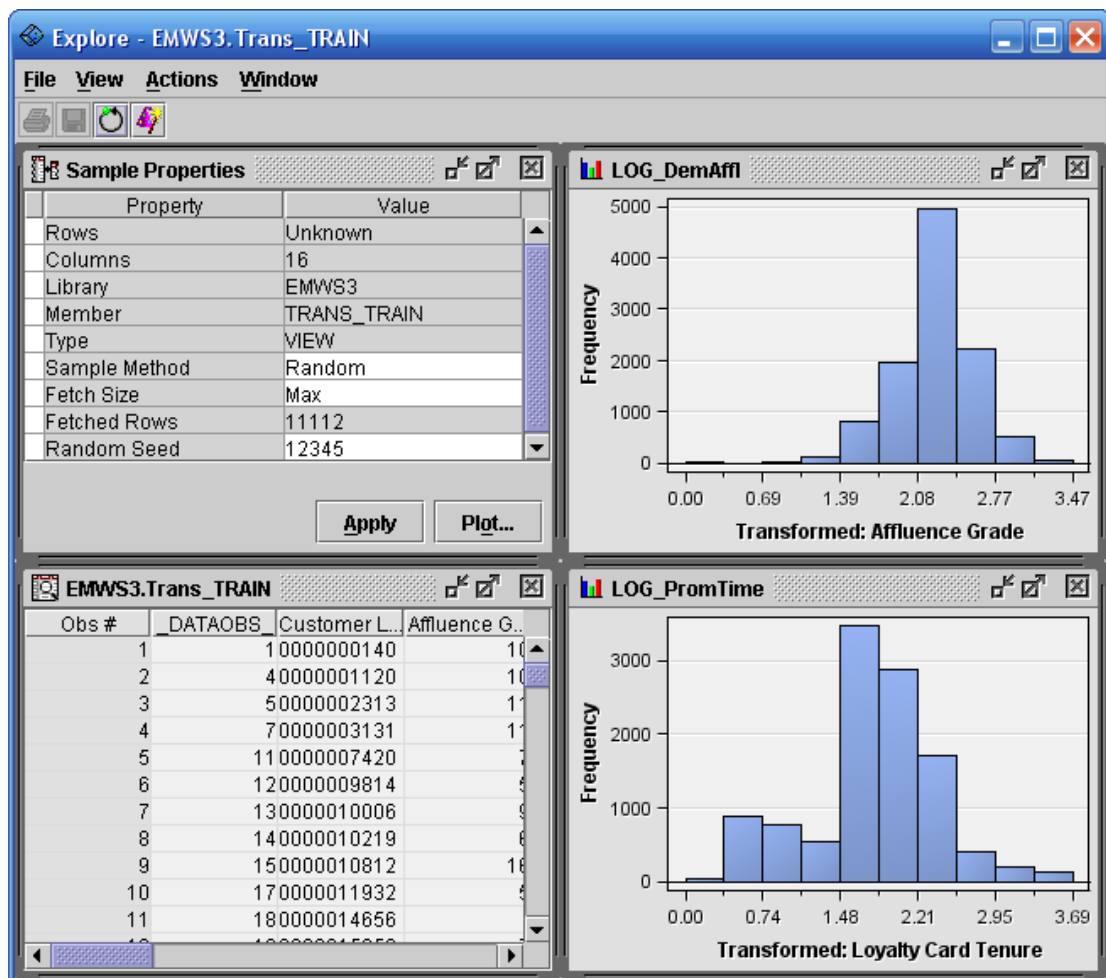 Explore - EMWS3.Trans_TRAIN
File View Actions Window
Sample Properties
Property Value
Rows Unknown
Columns 16
Library EMWS3
Member TRANS_TRAIN
Type VIEW
Sample Method Random
Fetch Size Max
Fetched Rows 11112
Random Seed 12345
Apply Plot...
LOG_DemAffl
5000
4000
3000
2000
1000
0
Frequency
0.00 0.69 1.39 2.08 2.77 3.47
Transformed: Affluence Grade
EMWS3.Trans_TRAIN
Obs # _DATAOBS_ Customer L... Affluence G...
1 1 0000000140 10
2 4 0000001120 10
3 5 0000002313 11
4 7 0000003131 11
5 11 0000007420
6 12 0000009814
7 13 0000010006
8 14 0000010219
9 15 0000010812 16
10 17 0000011932
11 18 0000014656
LOG_PromTime
3000
2000
1000
0
Frequency
0.00 0.74 1.48 2.21 2.95 3.69
Transformed: Loyalty Card Tenure